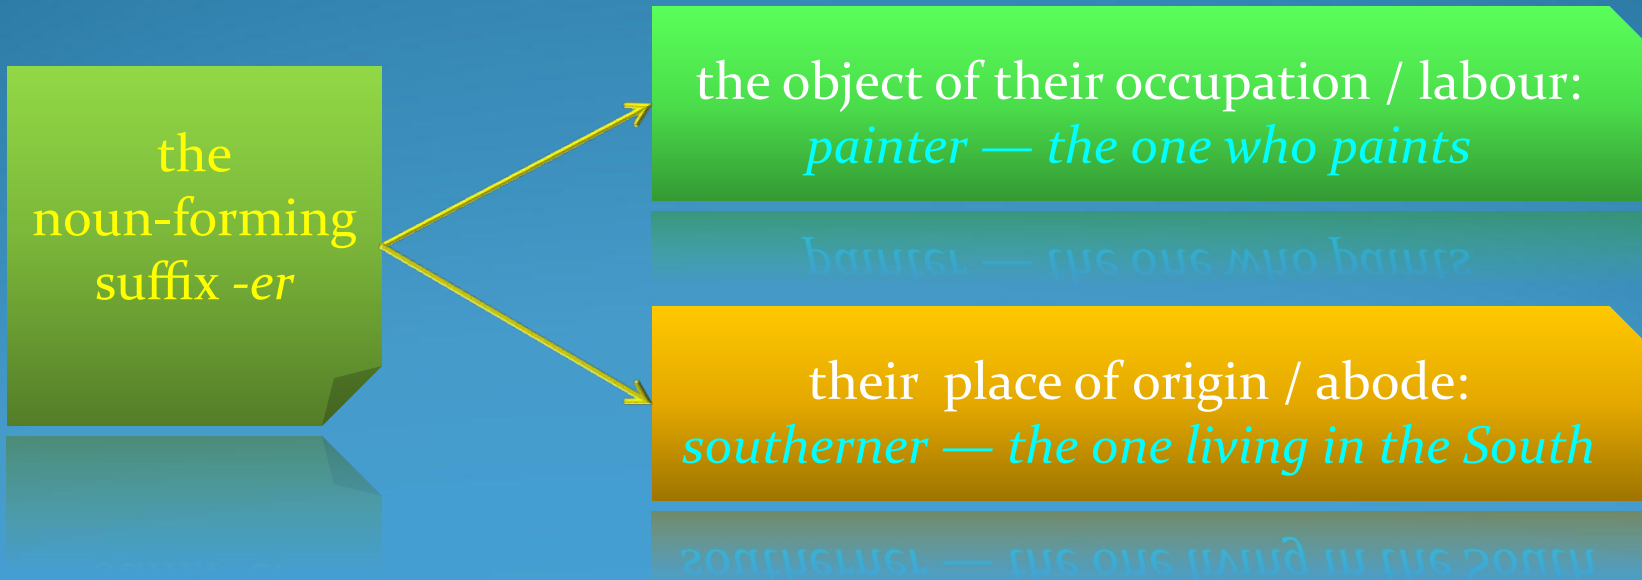 the
noun-forming
suffix -er
the object of their occupation / labour:
painter — the one who paints
their place of origin / abode:
southerner — the one living in the South